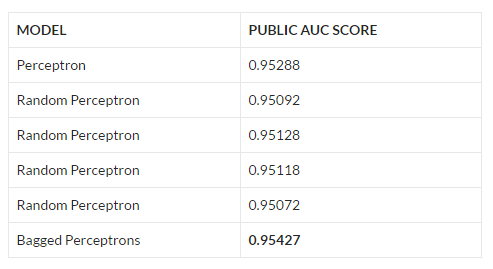 MODEL PUBLIC AUC SCORE
Perceptron 0.95288
Random Perceptron 0.95092
Random Perceptron 0.95128
Random Perceptron 0.95118
Random Perceptron 0.95072
Bagged Perceptrons 0.95427